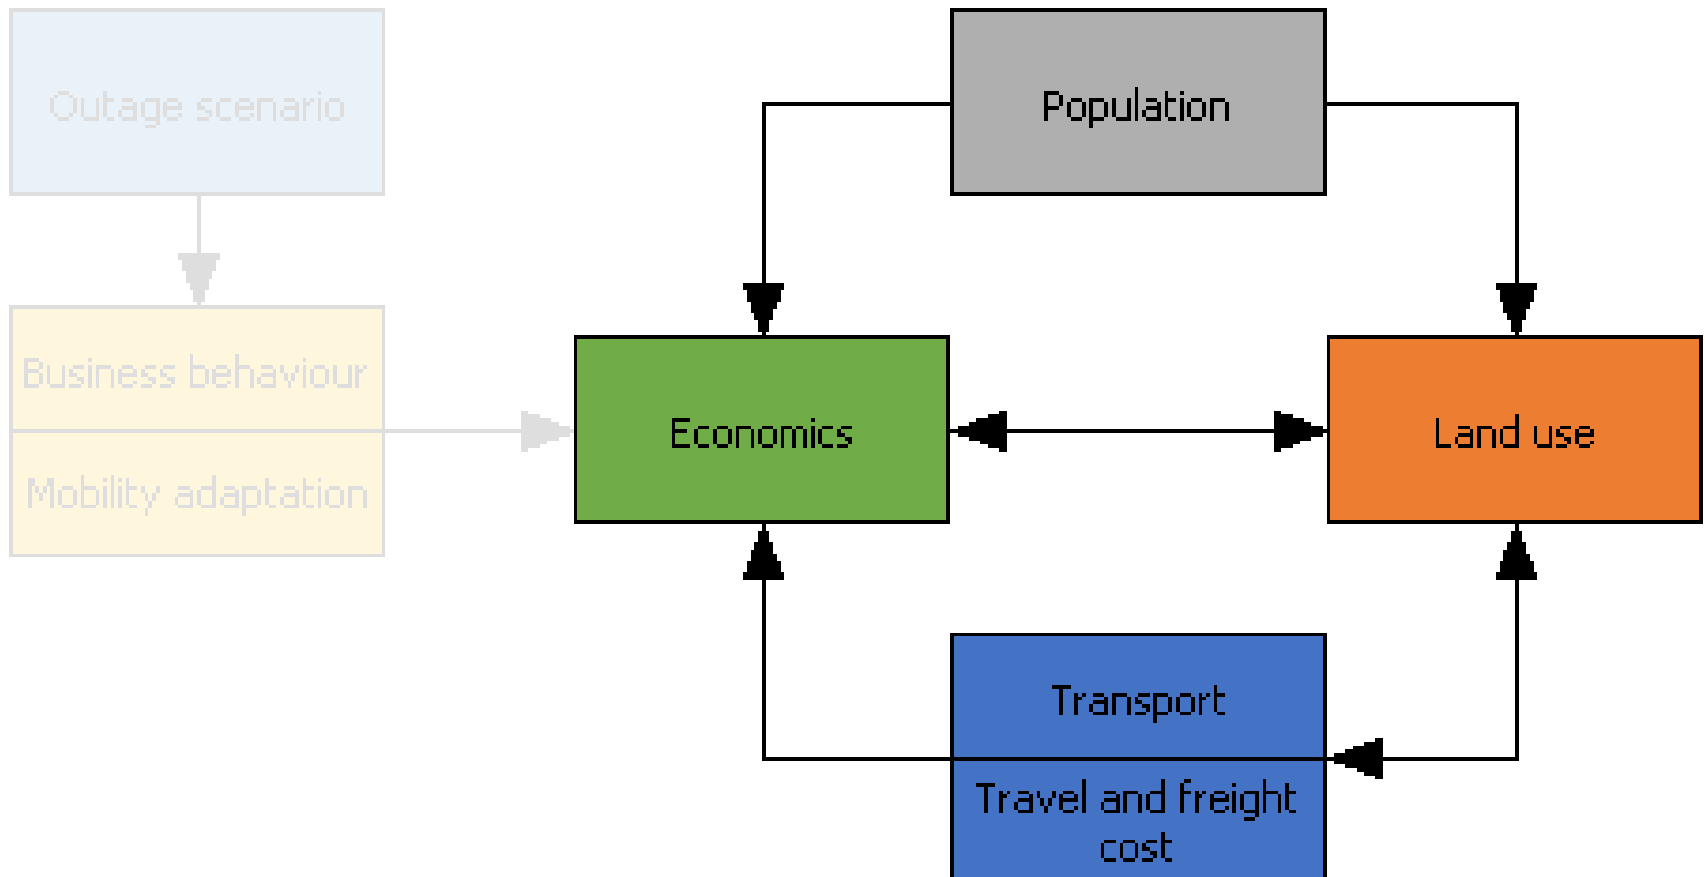 Outage scenario
Population
Business behaviour
Mobility adaptation
Economics
Land use
Transport
Travel and freight
cost